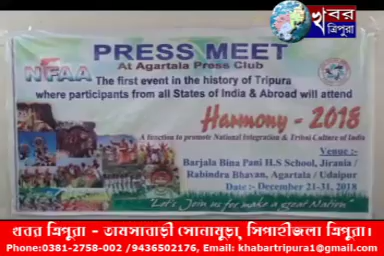 খবর
ত্রিপুরা
PRESS MEET
At Agartala Press Club
NFAA
The first event in the history of Tripura
where participants from all States of India & Abroad will attend
Harmony - 2018
A function to promote National Integration & Tribal Culture of India
Venue :-
Barjala Bina Pani H.S School, Jirania /
Rabindra Bhavan, Agartala / Udaipur
Date :- December 21-31, 2018
"Let's Join us for make a great Nation"
খবর ত্রিপুরা - তামসাবাড়ী সোনামুড়া, সিপাহীজলা ত্রিপুরা।
Phone:0381-2758-002 /9436502176, Email: khabartripura1@gmail.com